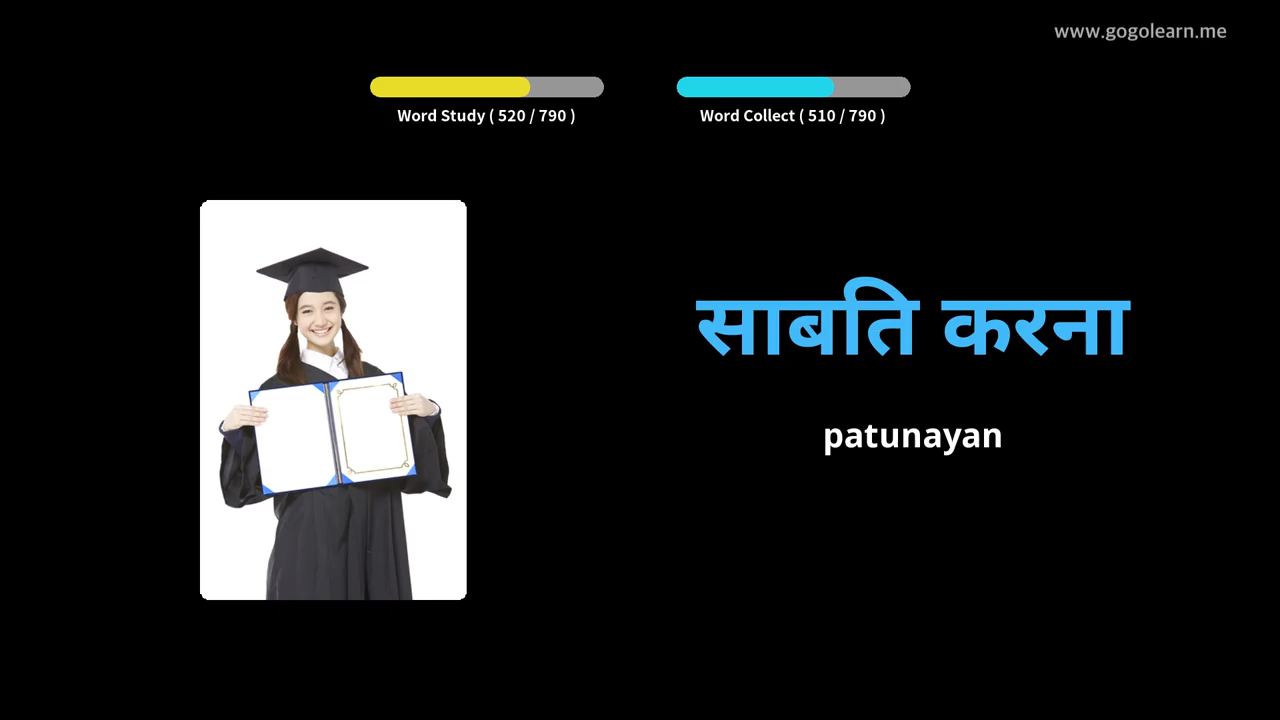 www.gogolearn.me
Word Study ( 520 / 790 )
Word Collect ( 510 / 790 )
साबति करना
patunayan